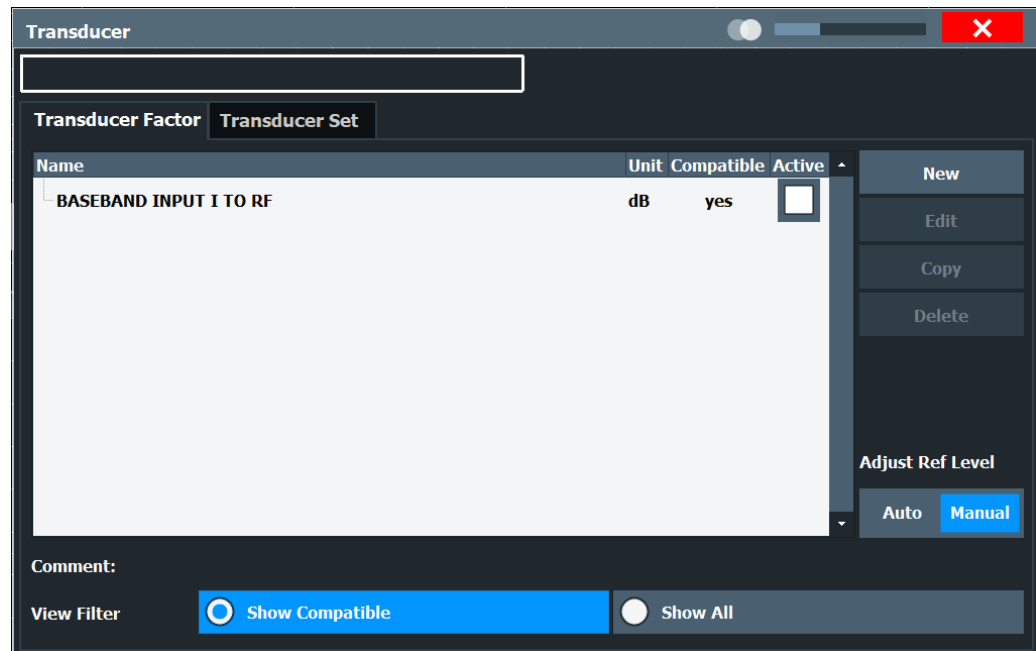 Transducer
Transducer Factor Transducer Set
Name Unit Compatible Active
BASEBAND INPUT I TO RF dB yes
New
Edit
Copy
Delete
Adjust Ref Level
Auto Manual
Comment:
View Filter Show Compatible Show All